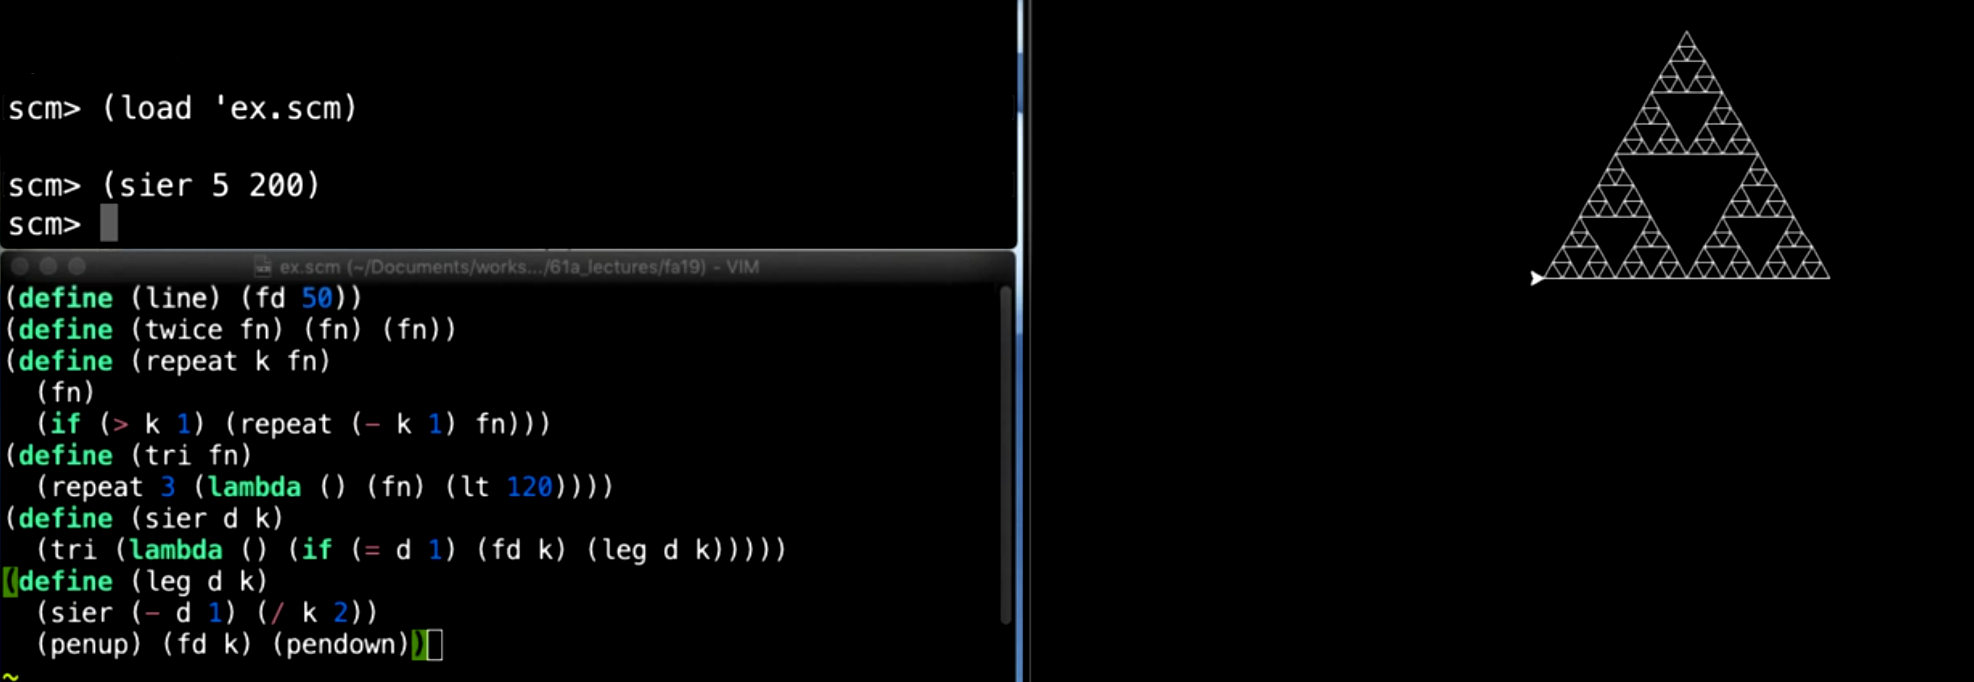 scm> (load 'ex.scm)
scm> (sier 5 200)
scm>
ex.scm (~/Documents/works.../61a_lectures/fa19) - VIM
(define (line) (fd 50))
(define (twice fn) (fn) (fn))
(define (repeat k fn)
  (fn)
  (if (> k 1) (repeat (- k 1) fn)))
(define (tri fn)
  (repeat 3 (lambda () (fn) (lt 120))))
(define (sier d k)
  (tri (lambda () (if (= d 1) (fd k) (leg d k)))))
(define (leg d k)
  (sier (- d 1) (/ k 2))
  (penup) (fd k) (pendown))
~